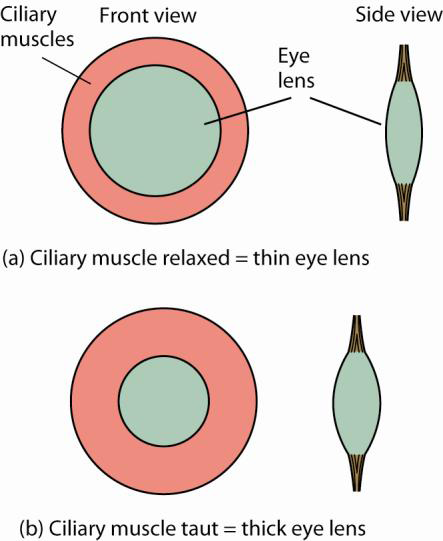 Ciliary
muscles
Front view
Side view
Eye
lens
(a) Ciliary muscle relaxed = thin eye lens
(b) Ciliary muscle taut = thick eye lens